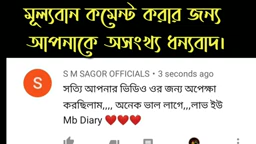 মূল্যবান কমেন্ট করার জন্য
আপনাকে অসংখ্য ধন্যবাদ।
S
S M SAGOR OFFICIALS • 3 seconds ago
সত্যি আপনার ভিডিও ওর জন্য অপেক্ষা
করছিলাম,,,, অনেক ভাল লাগে,,,লাভ ইউ
Mb Diary ❤❤❤